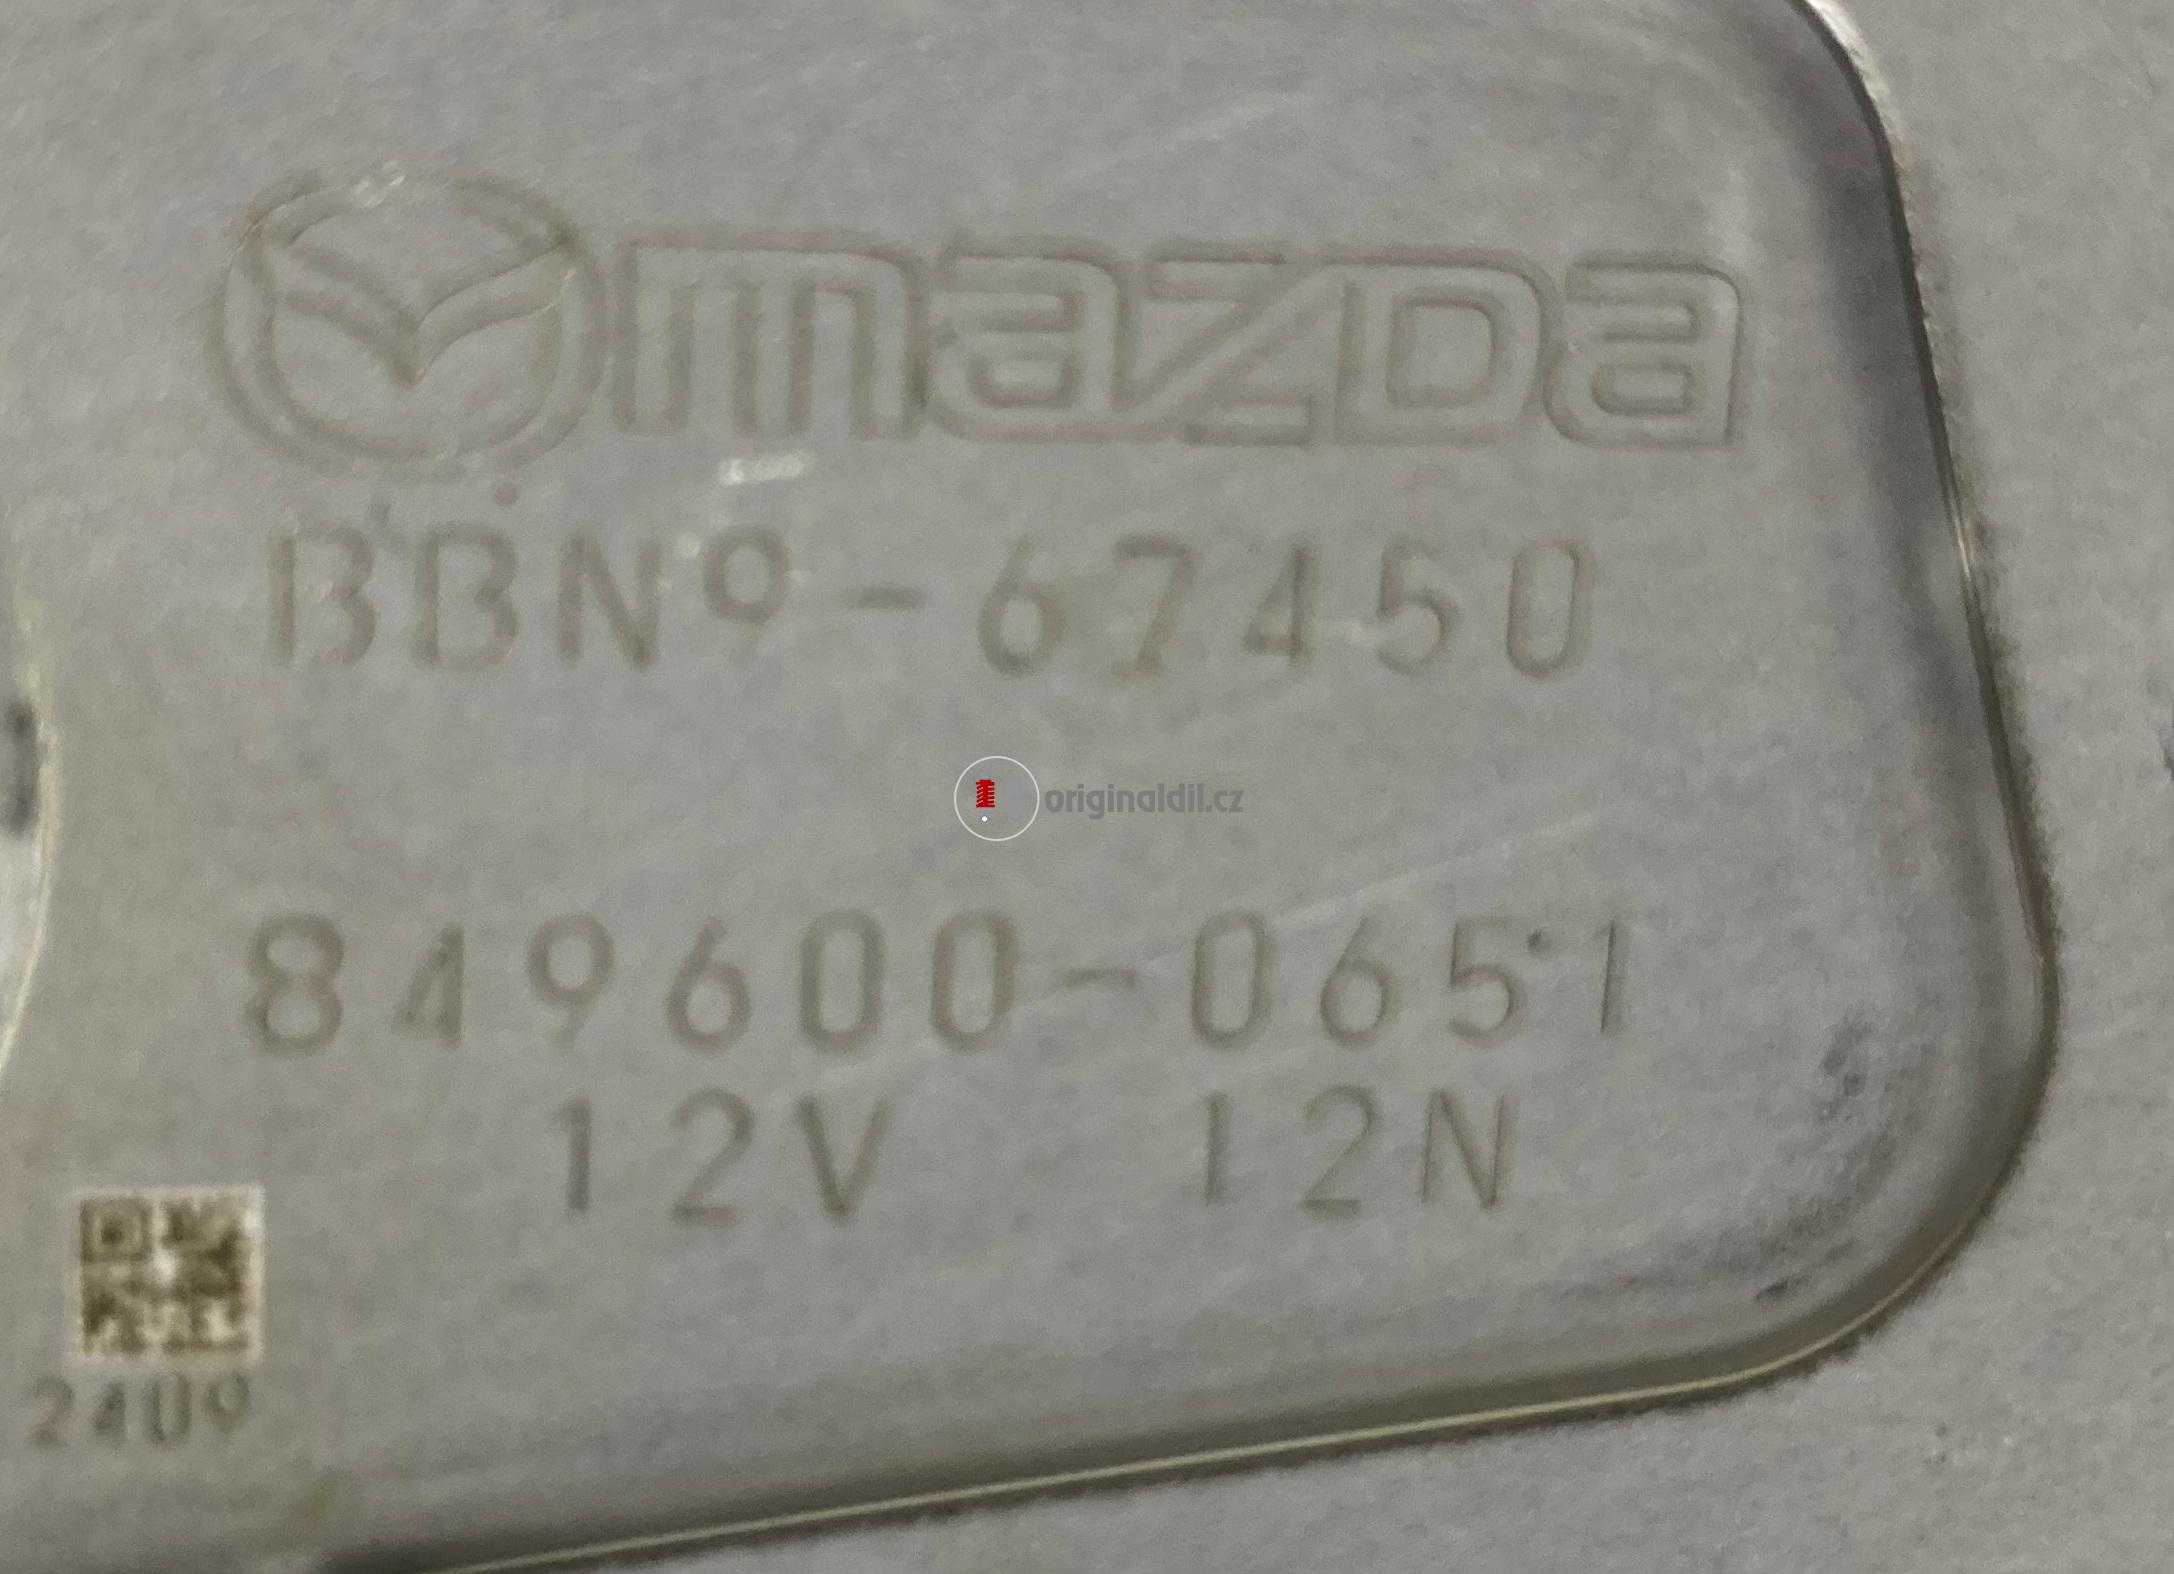 mazda
BBN9-67450
originaldil.cz
849600-0651
12V 12N
24U9